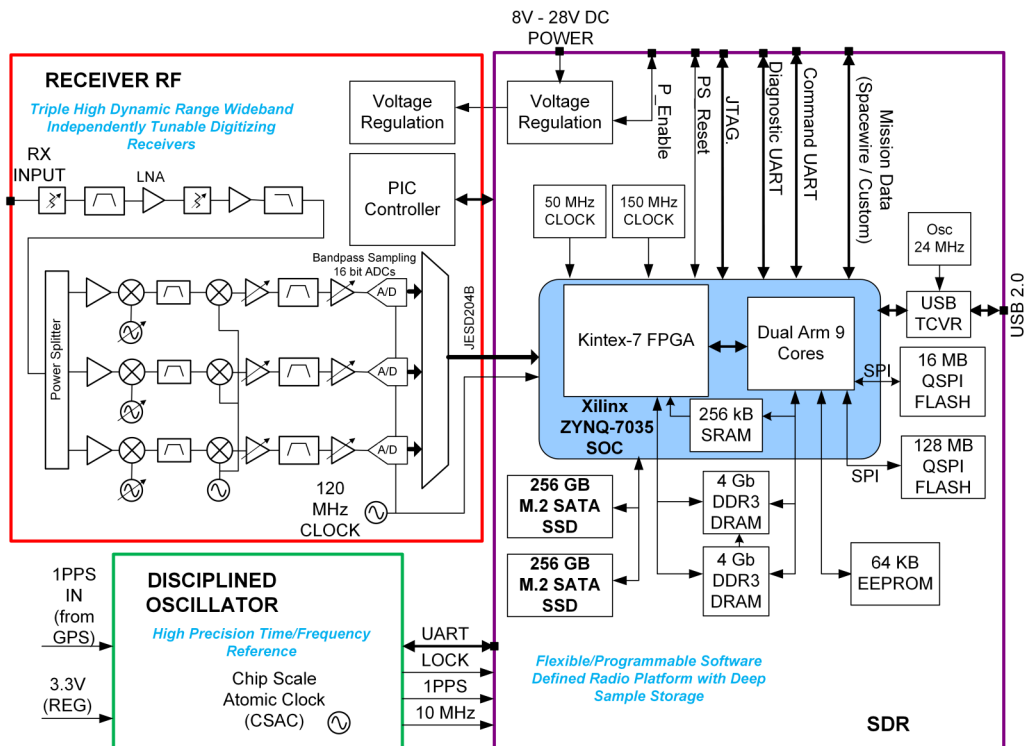 8V - 28V DC
POWER
RECEIVER RF
Triple High Dynamic Range Wideband
Independently Tunable Digitizing
Receivers
RX
INPUT
LNA
Voltage
Regulation
Voltage
Regulation
PIC
Controller
P_Enable
PS_Reset
JTAG.
Diagnostic UART
Command UART
Mission Data
(Spacewire / Custom)
50 MHz
CLOCK
150 MHz
CLOCK
Osc
24 MHz
USB
TCVR
USB 2.0
Bandpass Sampling
16 bit ADCs
A/D
A/D
A/D
Power Splitter
JESD204B
120
MHz
CLOCK
Kintex-7 FPGA
Dual Arm 9
Cores
Xilinx
ZYNQ-7035
SOC
256 kB
SRAM
SPI
16 MB
QSPI
FLASH
SPI
128 MB
QSPI
FLASH
256 GB
M.2 SATA
SSD
256 GB
M.2 SATA
SSD
4 Gb
DDR3
DRAM
4 Gb
DDR3
DRAM
64 KB
EEPROM
1PPS
IN
(from
GPS)
3.3V
(REG)
DISCIPLINED
OSCILLATOR
High Precision Time/Frequency
Reference
Chip Scale
Atomic Clock
(CSAC)
UART
LOCK
1PPS
10 MHz
Flexible/Programmable Software
Defined Radio Platform with Deep
Sample Storage
SDR